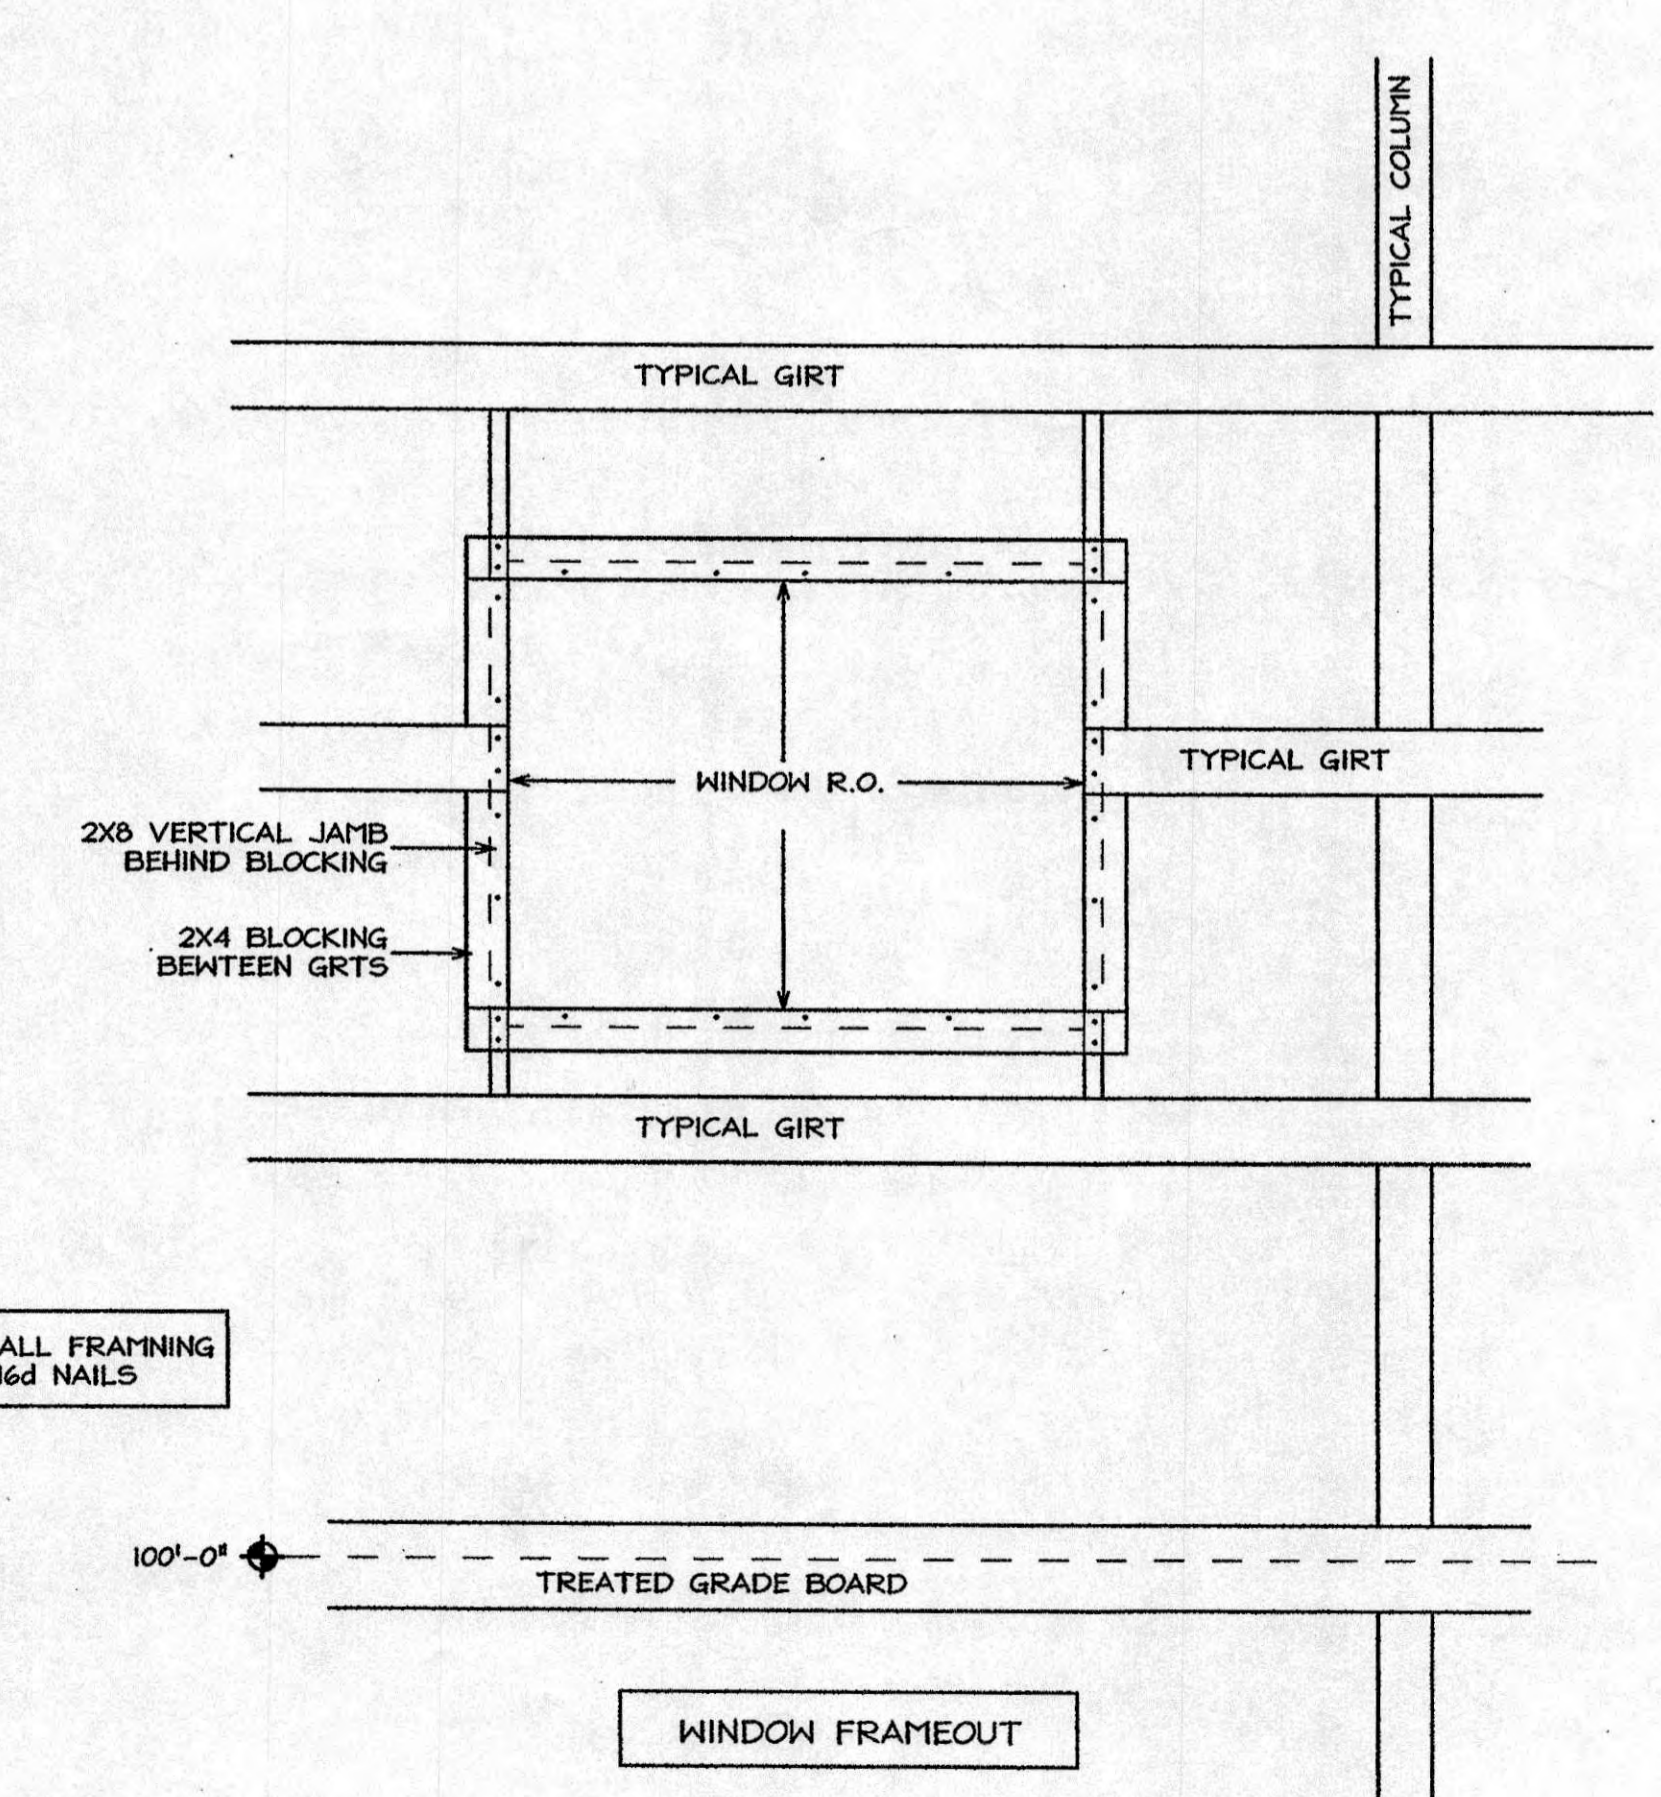 TYPICAL COLUMN
TYPICAL GIRT
TYPICAL GIRT
WINDOW R.O.
2X8 VERTICAL JAMB
BEHIND BLOCKING
2X4 BLOCKING
BEWTEEN GRTS
TYPICAL GIRT
ALL FRAMNING
16d NAILS
100'-0"
TREATED GRADE BOARD
WINDOW FRAMEOUT